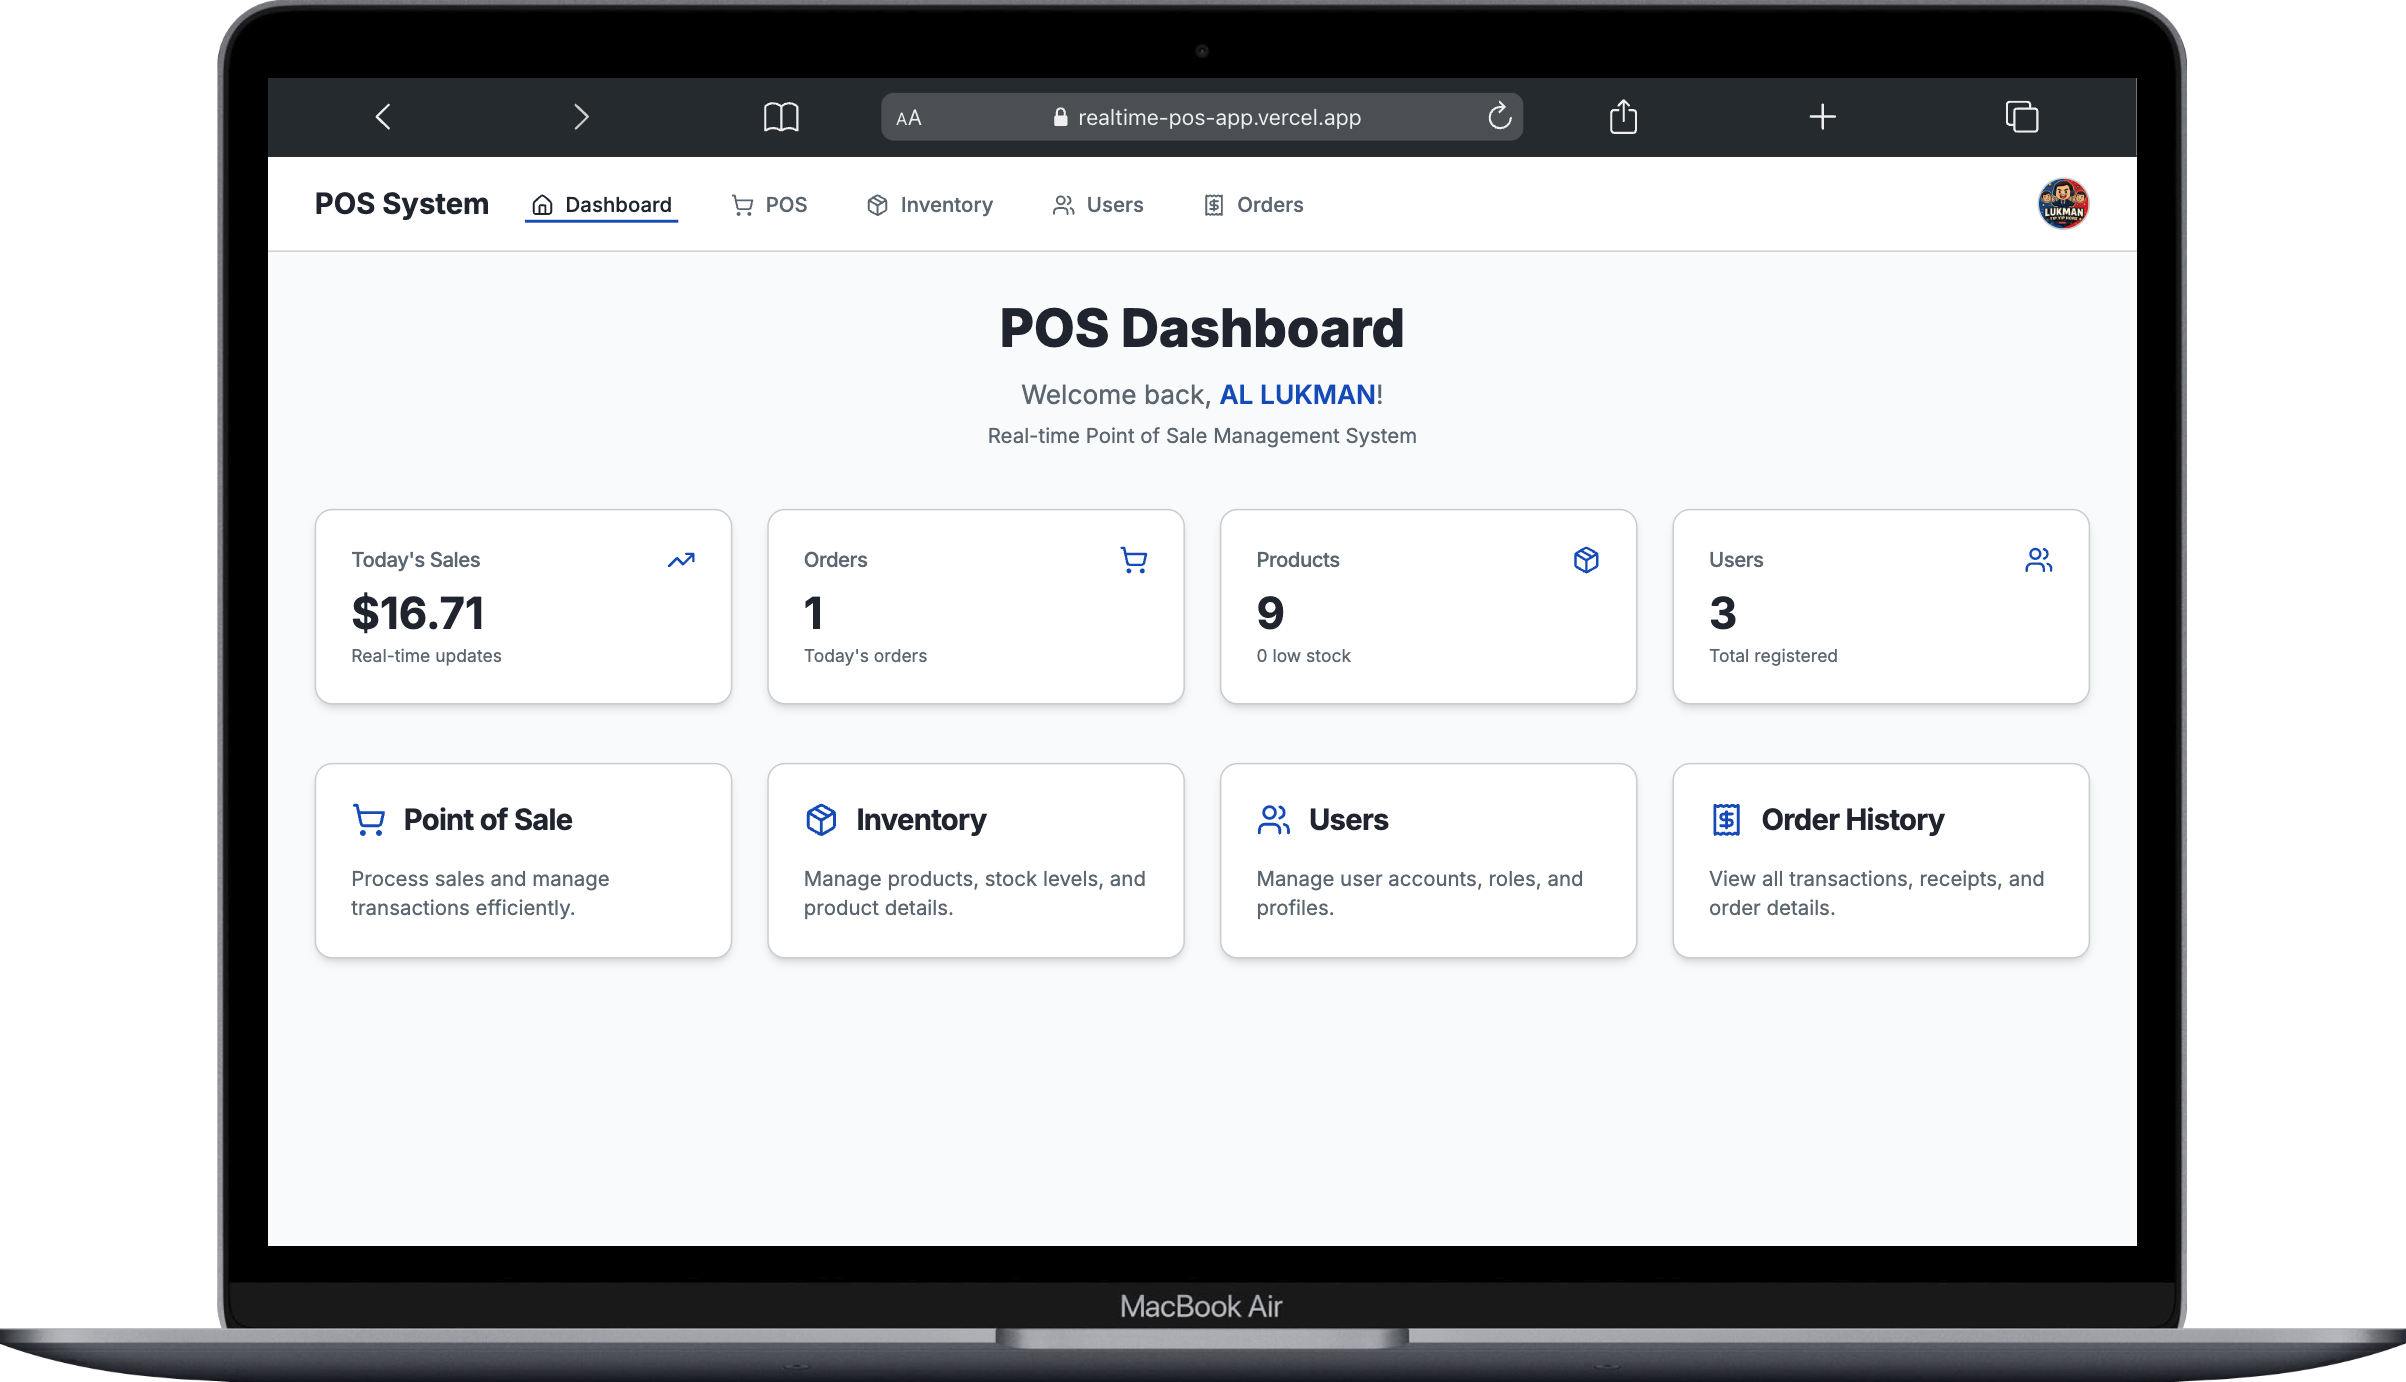 AA realtime-pos-app.vercel.app
POS System Dashboard POS Inventory Users Orders
LUKMAN
POS Dashboard
Welcome back, AL LUKMAN!
Real-time Point of Sale Management System
Today's Sales
$16.71
Real-time updates
Orders
1
Today's orders
Products
9
0 low stock
Users
3
Total registered
Point of Sale
Process sales and manage
transactions efficiently.
Inventory
Manage products, stock levels, and
product details.
Users
Manage user accounts, roles, and
profiles.
Order History
View all transactions, receipts, and
order details.
MacBook Air